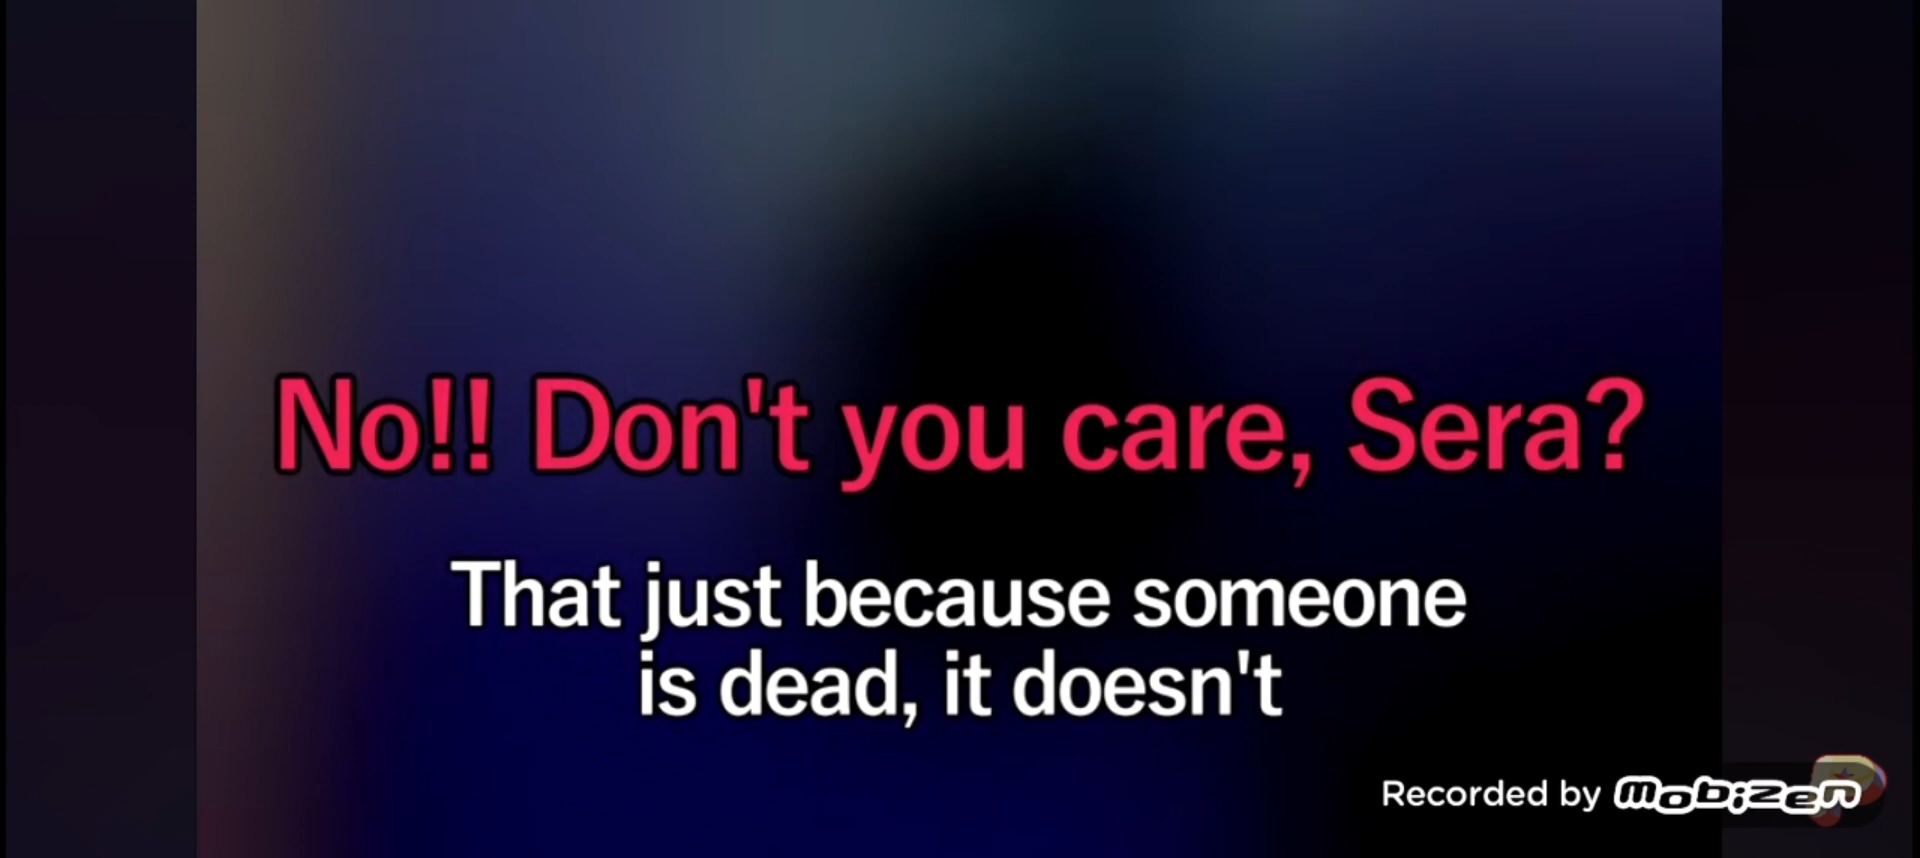 No!! Don't you care, Sera?
That just because someone
is dead, it doesn't
Recorded by mobizen